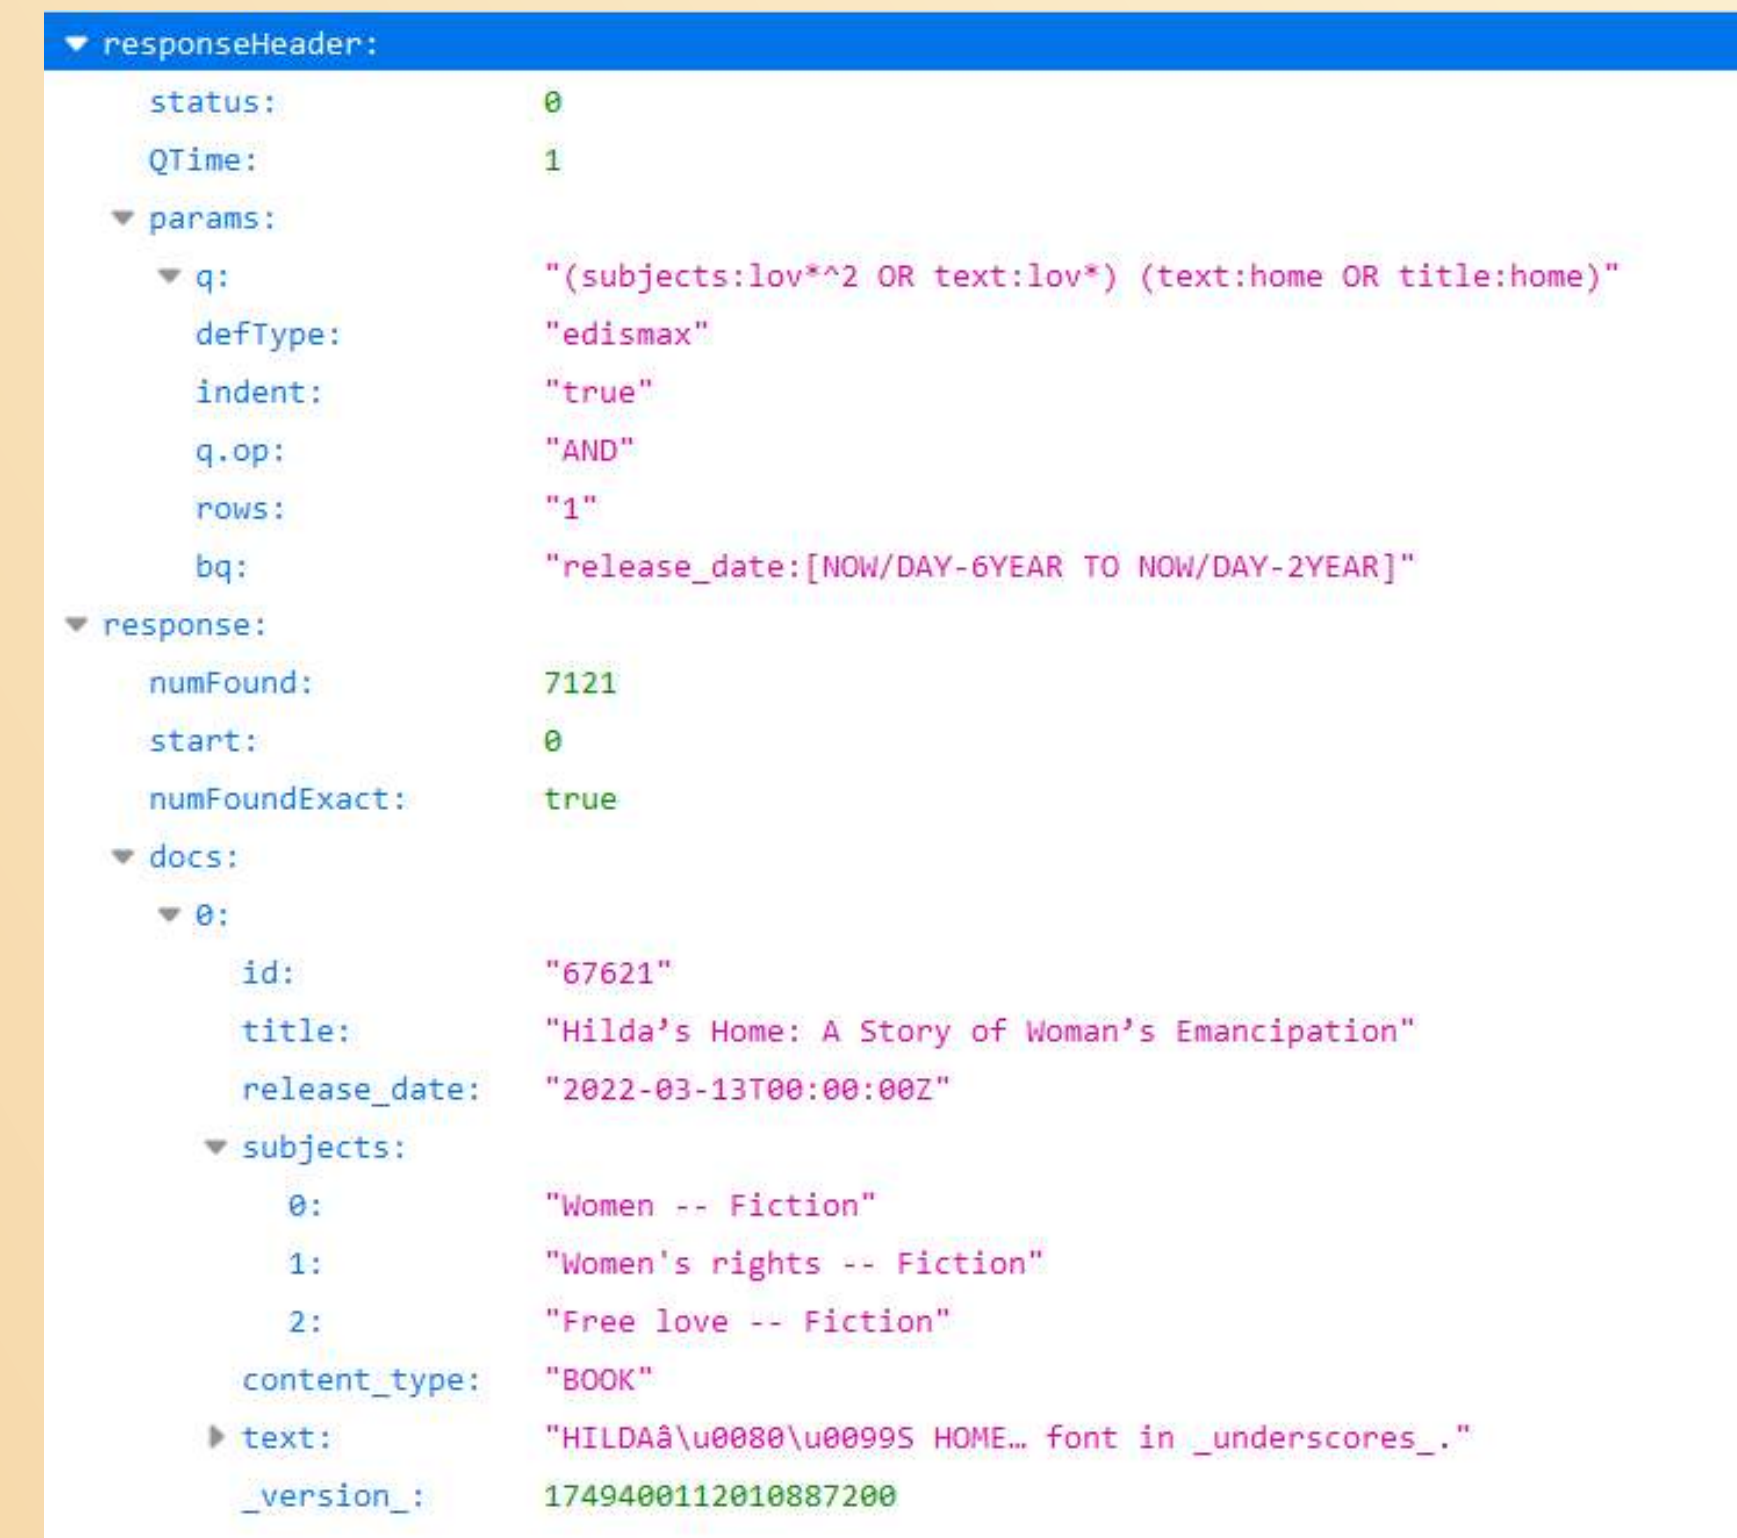 responseHeader:
status: 0
QTime: 1
params:
q: "(subjects:lov*^2 OR text:lov*) (text:home OR title:home)"
defType: "edismax"
indent: "true"
q.op: "AND"
rows: "1"
bq: "release_date:[NOW/DAY-6YEAR TO NOW/DAY-2YEAR]"
response:
numFound: 7121
start: 0
numFoundExact: true
docs:
0:
id: "67621"
title: "Hilda’s Home: A Story of Woman’s Emancipation"
release_date: "2022-03-13T00:00:00Z"
subjects:
0: "Women -- Fiction"
1: "Women's rights -- Fiction"
2: "Free love -- Fiction"
content_type: "BOOK"
text: "HILDAâ\u0080\u0099S HOME… font in _underscores_."
_version_: 1749400112010887200